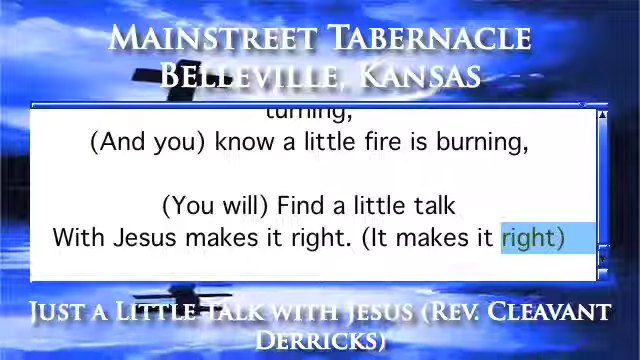 Mainstreet Tabernacle
Belleville, Kansas
turning,
(And you) know a little fire is burning,
(You will) Find a little talk
With Jesus makes it right. (It makes it right)
Just a Little Talk with Jesus (Rev. Cleavant
Derricks)